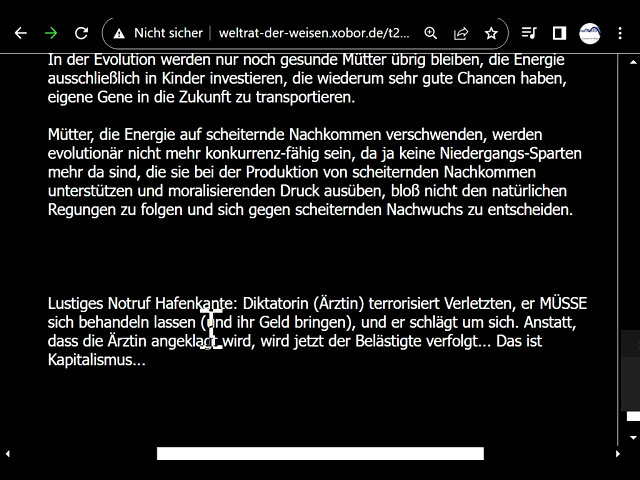 Nicht sicher weltrat-der-weisen.xobor.de/t2...
In der Evolution werden nur noch gesunde Mütter übrig bleiben, die Energie
ausschließlich in Kinder investieren, die wiederum sehr gute Chancen haben,
eigene Gene in die Zukunft zu transportieren.
Mütter, die Energie auf scheiternde Nachkommen verschwenden, werden
evolutionär nicht mehr konkurrenz-fähig sein, da ja keine Niedergangs-Sparten
mehr da sind, die sie bei der Produktion von scheiternden Nachkommen
unterstützen und moralisierenden Druck ausüben, bloß nicht den natürlichen
Regungen zu folgen und sich gegen scheiternden Nachwuchs zu entscheiden.
Lustiges Notruf Hafenkante: Diktatorin (Ärztin) terrorisiert Verletzten, er MÜSSE
sich behandeln lassen (und ihr Geld bringen), und er schlägt um sich. Anstatt,
dass die Ärztin angeklagt wird, wird jetzt der Belästigte verfolgt... Das ist
Kapitalismus...